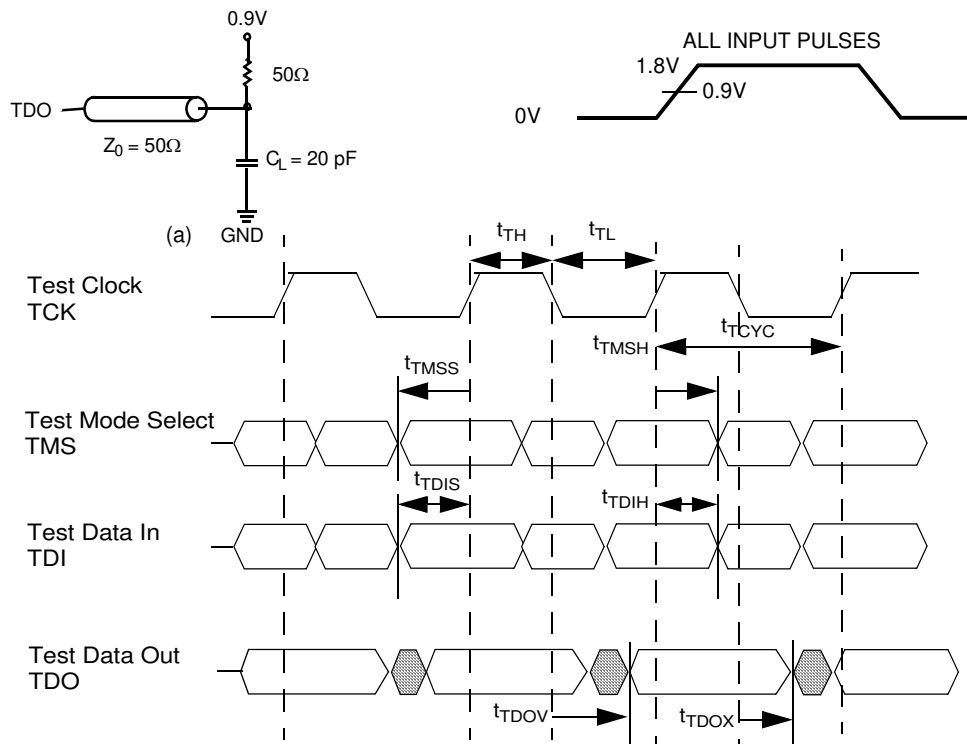 0.9V
ALL INPUT PULSES
50Ω
1.8V
0.9V
TDO
0V
Z0 = 50Ω
CL = 20 pF
(a)
GND
tTH
tTL
Test Clock
TCK
tTCYC
tTMSH
tTMSS
Test Mode Select
TMS
tTDIS
tTDIH
Test Data In
TDI
Test Data Out
TDO
tTDOV
tTDOX